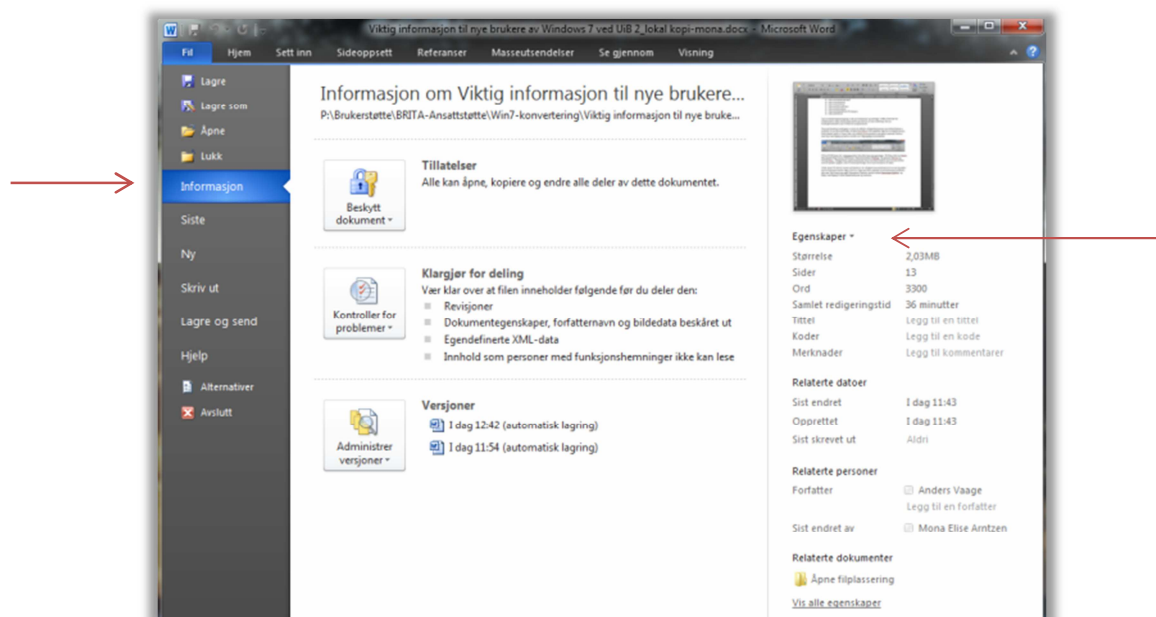 Viktig informasjon til nye brukere av Windows 7 ved UiB 2_lokal kopi-mona.docx - Microsoft Word
Fil Hjem Sett inn Sideoppsett Referanser Masseutsendelser Se gjennom Visning
Lagre
Lagre som
Åpne
Lukk
Informasjon
Siste
Ny
Skriv ut
Lagre og send
Hjelp
Alternativer
Avslutt
Informasjon om Viktig informasjon til nye brukere...
P:\Brukerstøtte\BRITA-Ansattstøtte\Win7-konvertering\Viktig informasjon til nye bruke...
Beskytt
dokument
Tillatelser
Alle kan åpne, kopiere og endre alle deler av dette dokumentet.
Kontroller for
problemer
Klargjør for deling
Vær klar over at filen inneholder følgende før du deler den:
Revisjoner
Dokumentegenskaper, forfatternavn og bildedata beskåret ut
Egendefinerte XML-data
Innhold som personer med funksjonshemninger ikke kan lese
Administrer
versjoner
Versjoner
I dag 12:42 (automatisk lagring)
I dag 11:54 (automatisk lagring)
Egenskaper
Størrelse 2,03MB
Sider 13
Ord 3300
Samlet redigeringstid 36 minutter
Tittel Legg til en tittel
Koder Legg til en kode
Merknader Legg til kommentarer
Relaterte datoer
Sist endret I dag 11:43
Opprettet I dag 11:43
Sist skrevet ut Aldri
Relaterte personer
Forfatter Anders Vaage
Legg til en forfatter
Sist endret av Mona Elise Arntzen
Relaterte dokumenter
Åpne filplassering
Vis alle egenskaper